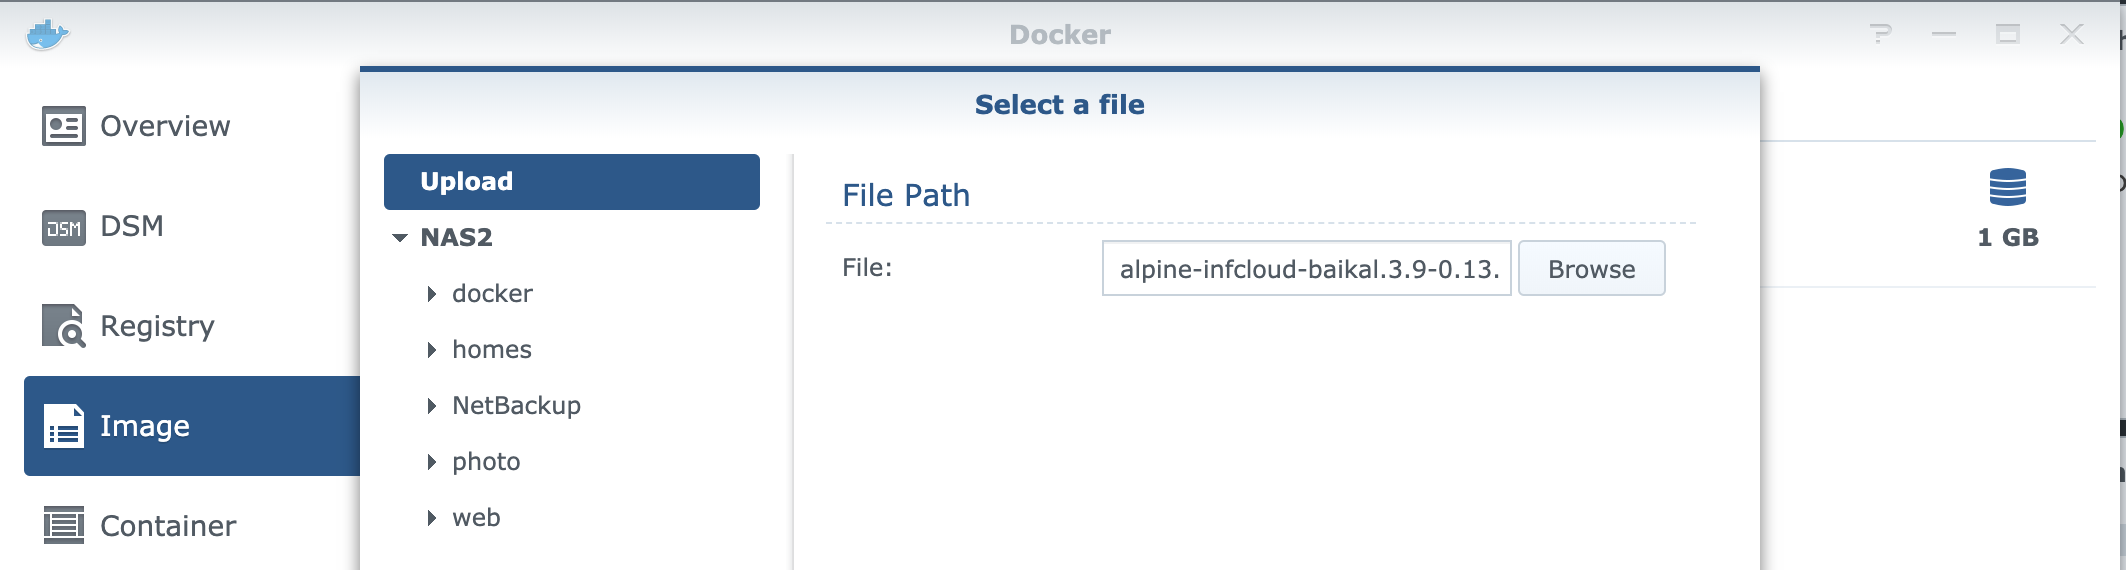 Docker
Select a file
Overview
DSM
Registry
Image
Container
Upload
NAS2
docker
homes
NetBackup
photo
web
File Path
File:
alpine-infcloud-baikal.3.9-0.13.
Browse
1 GB